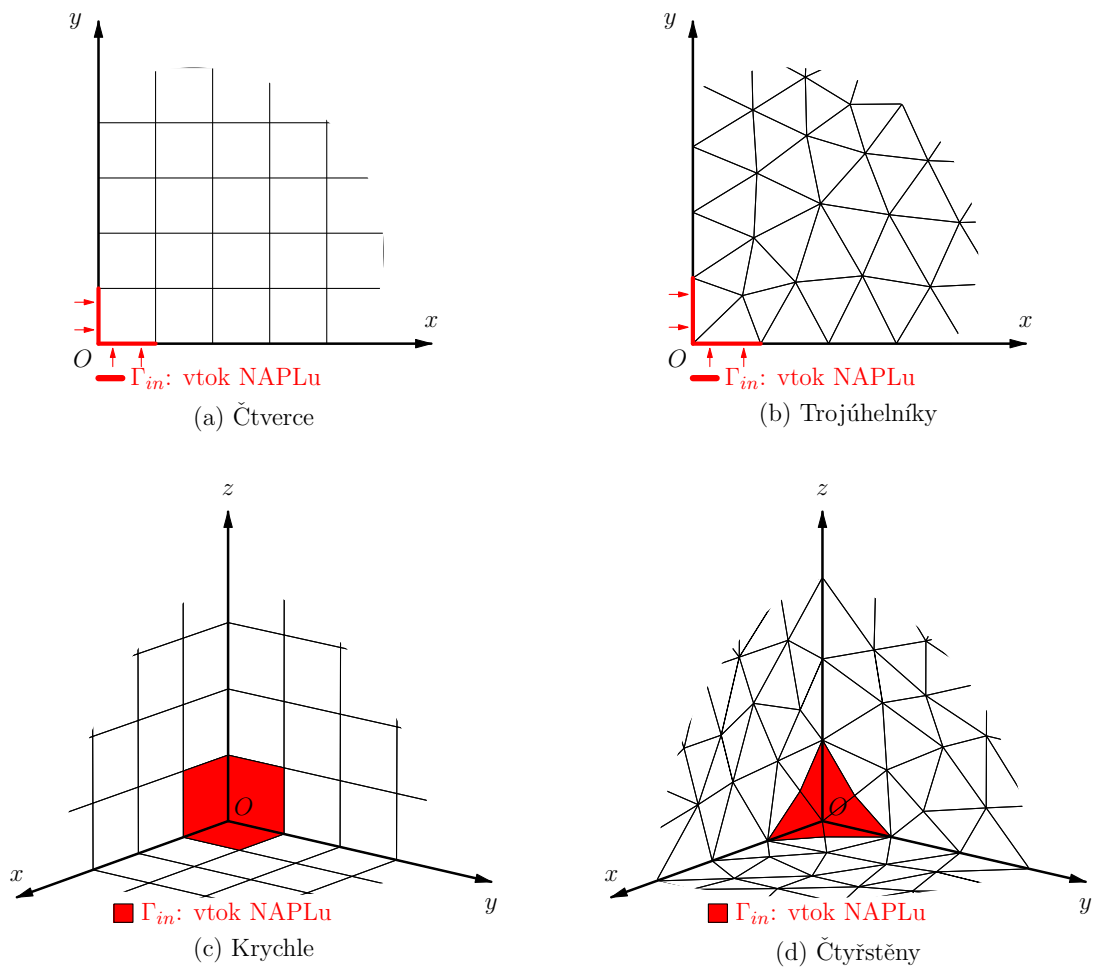 y
x
O
Γin: vtok NAPLu
(a) Čtverce
y
x
O
Γin: vtok NAPLu
(b) Trojúhelníky
z
O
x
y
Γin: vtok NAPLu
(c) Krychle
z
O
x
y
Γin: vtok NAPLu
(d) Čtyřstěny